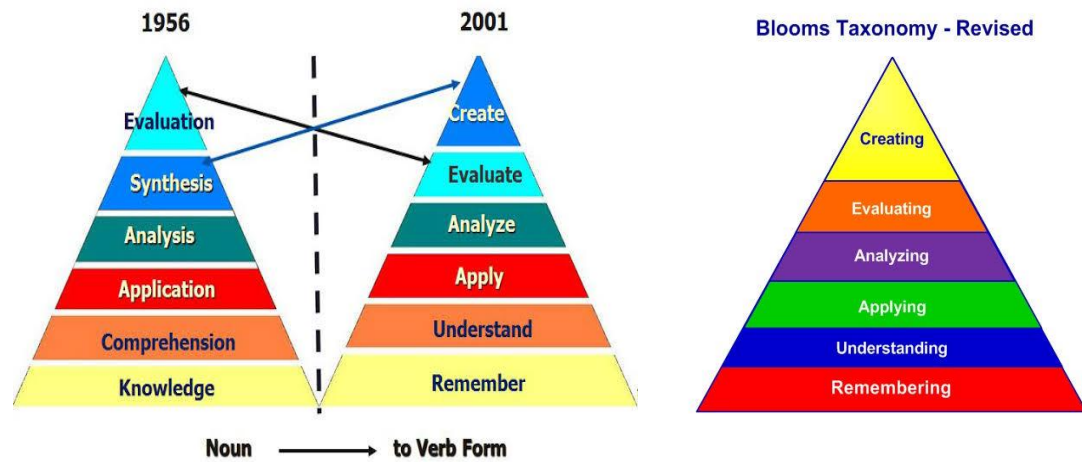 1956
Evaluation
Synthesis
Analysis
Application
Comprehension
Knowledge
2001
Create
Evaluate
Analyze
Apply
Understand
Remember
Noun to Verb Form
Blooms Taxonomy - Revised
Creating
Evaluating
Analyzing
Applying
Understanding
Remembering